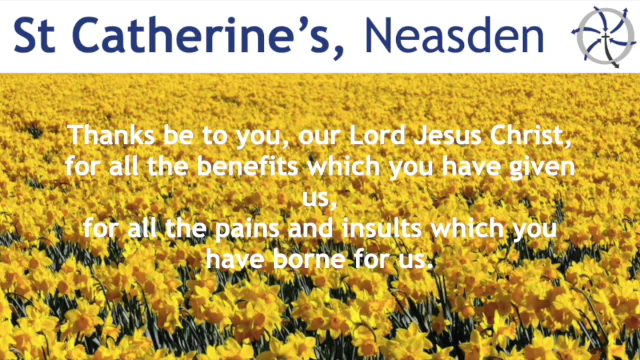 St Catherine's, Neasden
Thanks be to you, our Lord Jesus Christ,
for all the benefits which you have given
us,
for all the pains and insults which you
have borne for us.